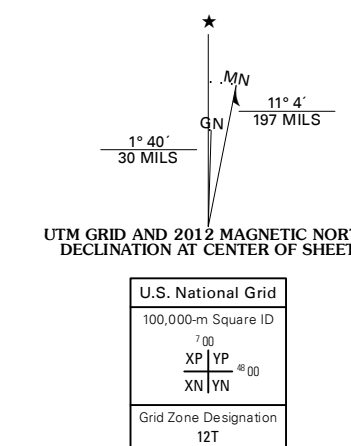 ★
MN
11° 4´
197 MILS
GN
1° 40´
30 MILS
UTM GRID AND 2012 MAGNETIC NOR
DECLINATION AT CENTER OF SHEET
U.S. National Grid
100,000-m Square ID
7 00
XP YP
48 00
XN YN
Grid Zone Designation
12T